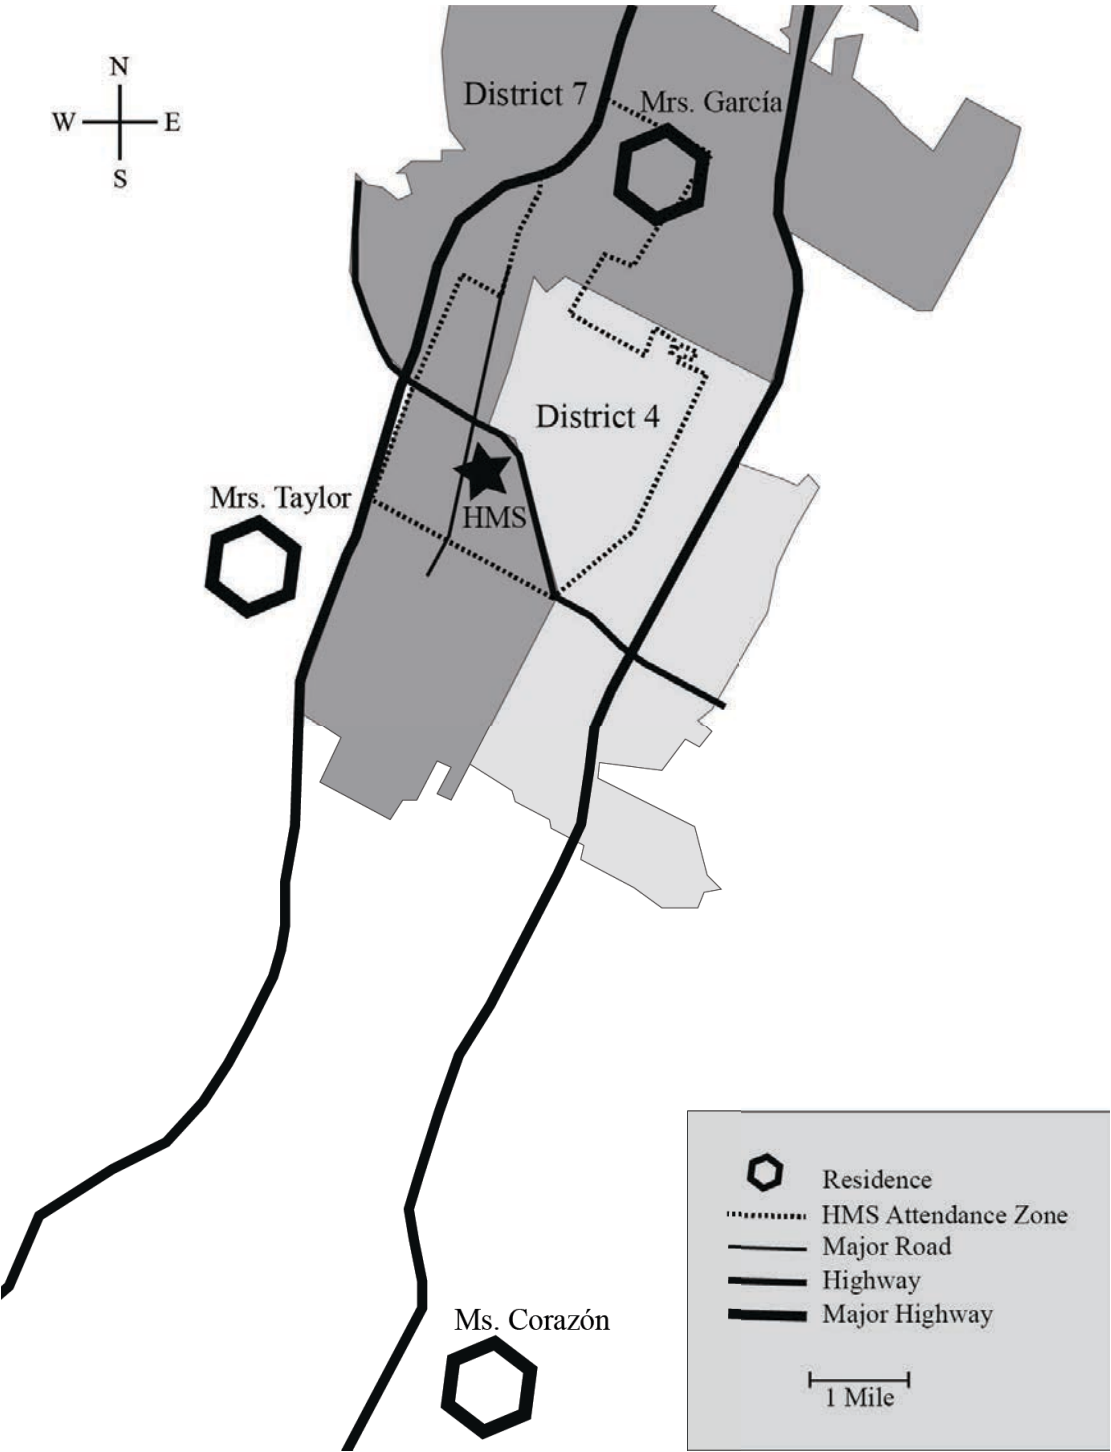 N
W E
S
District 7
Mrs. García
District 4
Mrs. Taylor
HMS
Ms. Corazón
Residence
HMS Attendance Zone
Major Road
Highway
Major Highway
1 Mile